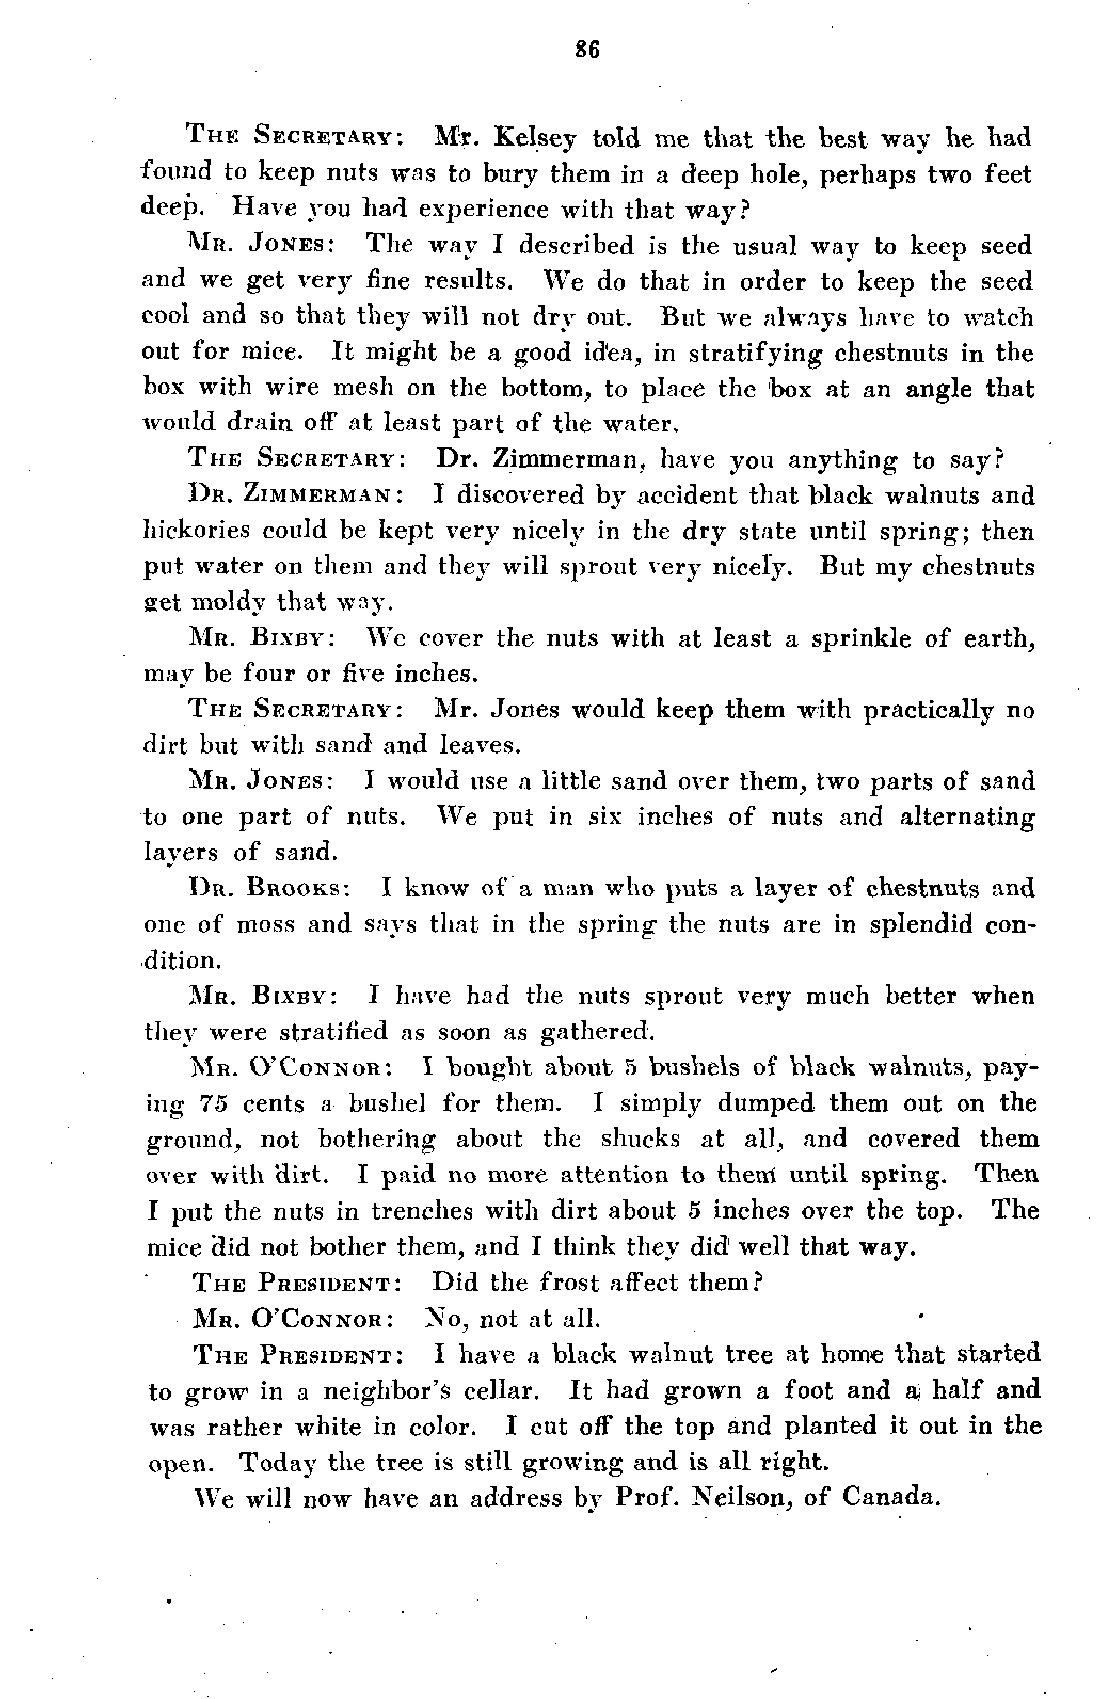 86
THE SECRETARY: Mr. Kelsey told me that the best way he had
found to keep nuts was to bury them in a deep hole, perhaps two feet
deep. Have you had experience with that way?
MR. JONES: The way I described is the usual way to keep seed
and we get very fine results. We do that in order to keep the seed
cool and so that they will not dry out. But we always have to watch
out for mice. It might be a good idea, in stratifying chestnuts in the
box with wire mesh on the bottom, to place the box at an angle that
would drain off at least part of the water.
THE SECRETARY: Dr. Zimmerman, have you anything to say?
DR. ZIMMERMAN: I discovered by accident that black walnuts and
hickories could be kept very nicely in the dry state until spring; then
put water on them and they will sprout very nicely. But my chestnuts
get moldy that way.
MR. BIXBY: We cover the nuts with at least a sprinkle of earth,
may be four or five inches.
THE SECRETARY: Mr. Jones would keep them with practically no
dirt but with sand and leaves.
MR. JONES: I would use a little sand over them, two parts of sand
to one part of nuts. We put in six inches of nuts and alternating
layers of sand.
DR. BROOKS: I know of a man who puts a layer of chestnuts and
one of moss and says that in the spring the nuts are in splendid con-
dition.
MR. BIXBY: I have had the nuts sprout very much better when
they were stratified as soon as gathered.
MR. O'CONNOR: I bought about 5 bushels of black walnuts, pay-
ing 75 cents a bushel for them. I simply dumped them out on the
ground, not bothering about the shucks at all, and covered them
over with dirt. I paid no more attention to them until spring. Then
I put the nuts in trenches with dirt about 5 inches over the top. The
mice did not bother them, and I think they did well that way.
THE PRESIDENT: Did the frost affect them?
MR. O'CONNOR: No, not at all.
THE PRESIDENT: I have a black walnut tree at home that started
to grow in a neighbor's cellar. It had grown a foot and a half and
was rather white in color. I cut off the top and planted it out in the
open. Today the tree is still growing and is all right.
We will now have an address by Prof. Neilson, of Canada.